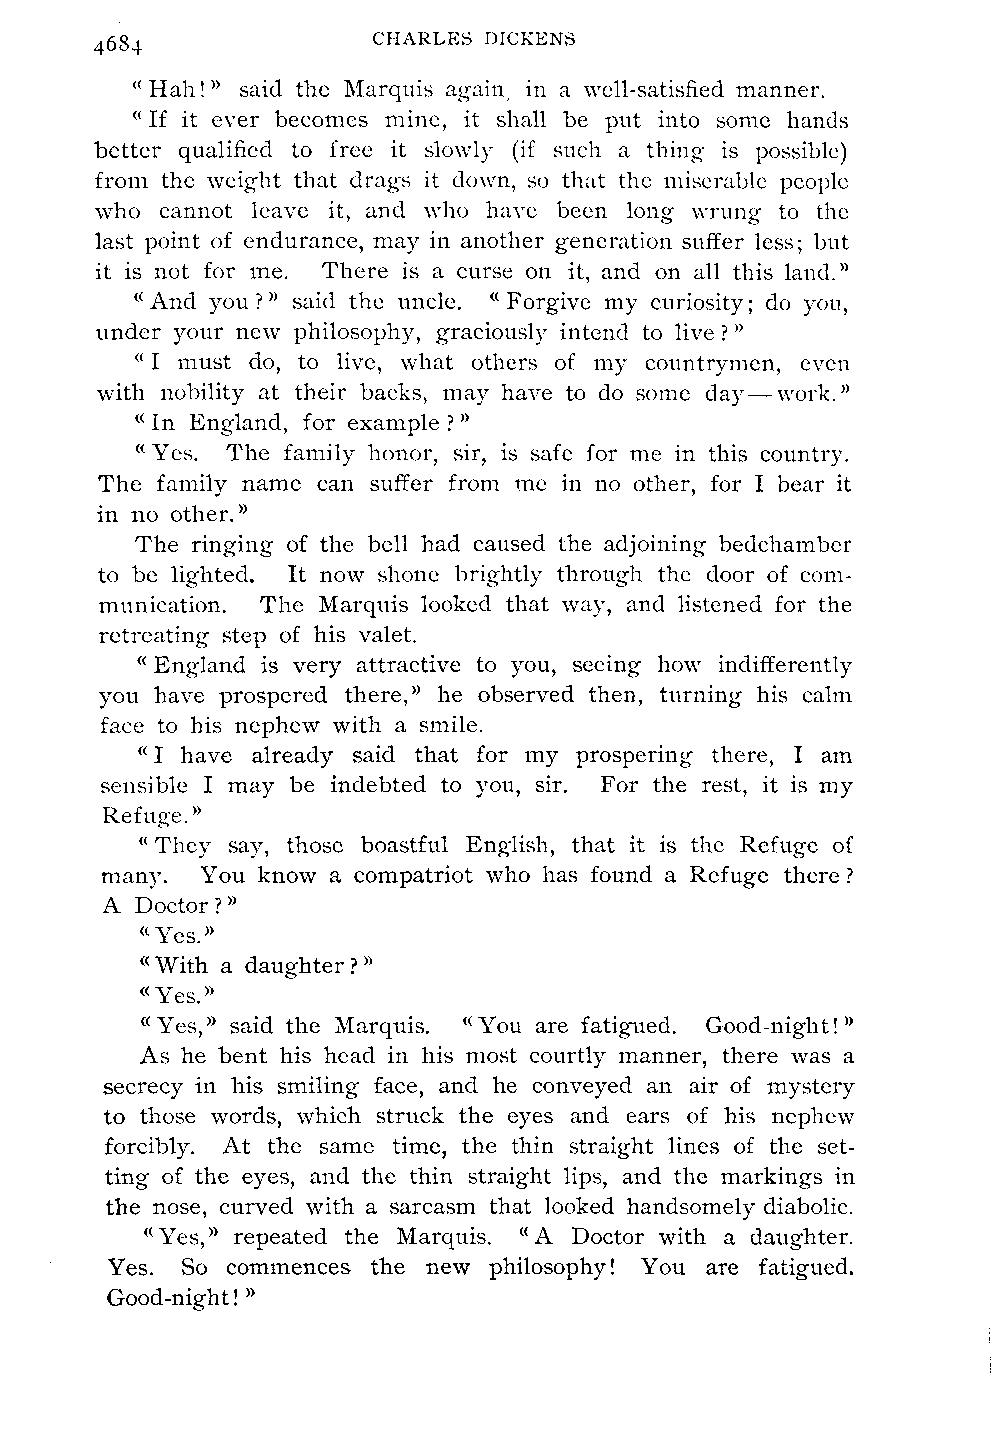 4684 CHARLES DICKENS
“Hah!” said the Marquis again, in a well-satisfied manner.
“If it ever becomes mine, it shall be put into some hands
better qualified to free it slowly (if such a thing is possible)
from the weight that drags it down, so that the miserable people
who cannot leave it, and who have been long wrung to the
last point of endurance, may in another generation suffer less; but
it is not for me. There is a curse on it, and on all this land.”
“And you?” said the uncle. “Forgive my curiosity; do you,
under your new philosophy, graciously intend to live?”
“I must do, to live, what others of my countrymen, even
with nobility at their backs, may have to do some day—work.”
“In England, for example?”
“Yes. The family honor, sir, is safe for me in this country.
The family name can suffer from me in no other, for I bear it
in no other.”
The ringing of the bell had caused the adjoining bedchamber
to be lighted. It now shone brightly through the door of com-
munication. The Marquis looked that way, and listened for the
retreating step of his valet.
“England is very attractive to you, seeing how indifferently
you have prospered there,” he observed then, turning his calm
face to his nephew with a smile.
“I have already said that for my prospering there, I am
sensible I may be indebted to you, sir. For the rest, it is my
Refuge.”
“They say, those boastful English, that it is the Refuge of
many. You know a compatriot who has found a Refuge there?
A Doctor?”
“Yes.”
“With a daughter?”
“Yes.”
“Yes,” said the Marquis. “You are fatigued. Good-night!”
As he bent his head in his most courtly manner, there was a
secrecy in his smiling face, and he conveyed an air of mystery
to those words, which struck the eyes and ears of his nephew
forcibly. At the same time, the thin straight lines of the set-
ting of the eyes, and the thin straight lips, and the markings in
the nose, curved with a sarcasm that looked handsomely diabolic.
“Yes,” repeated the Marquis. “A Doctor with a daughter.
Yes. So commences the new philosophy! You are fatigued.
Good-night!”